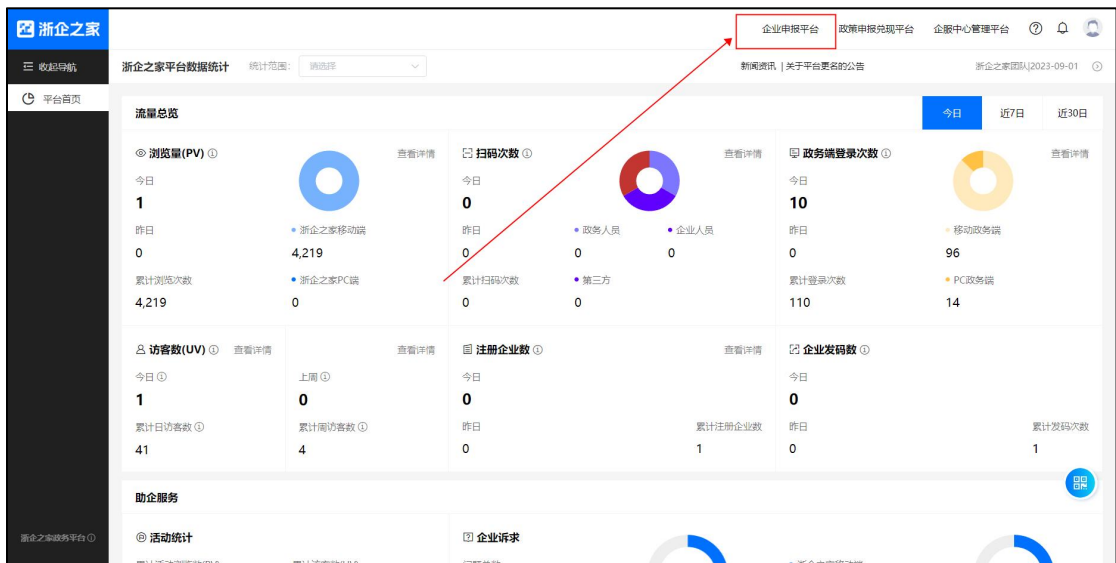 浙企之家
企业申报平台 政策申报兑现平台 企服中心管理平台
收起导航
浙企之家平台数据统计 统计范围: 请选择 新闻资讯 | 关于平台更名的公告 浙企之家团队|2023-09-01
平台首页
流量总览 今日 近7日 近30日
浏览量(PV) 查看详情
今日
1
昨日 浙企之家移动端
0 4,219
累计浏览次数 浙企之家PC端
4,219 0
扫码次数 查看详情
今日
0
昨日 政务人员 企业人员
0 0 0
累计扫码次数 第三方
0 0
政务端登录次数 查看详情
今日
10
昨日 移动政务端
0 96
累计登录次数 PC政务端
110 14
访客数(UV) 查看详情 查看详情
今日 上周
1 0
累计日访客数 累计周访客数
41 4
注册企业数 查看详情
今日
0
昨日 累计注册企业数
0 1
企业发码数
今日
0
昨日 累计发码次数
0 1
助企服务
活动统计
企业诉求
浙企之家政务平台